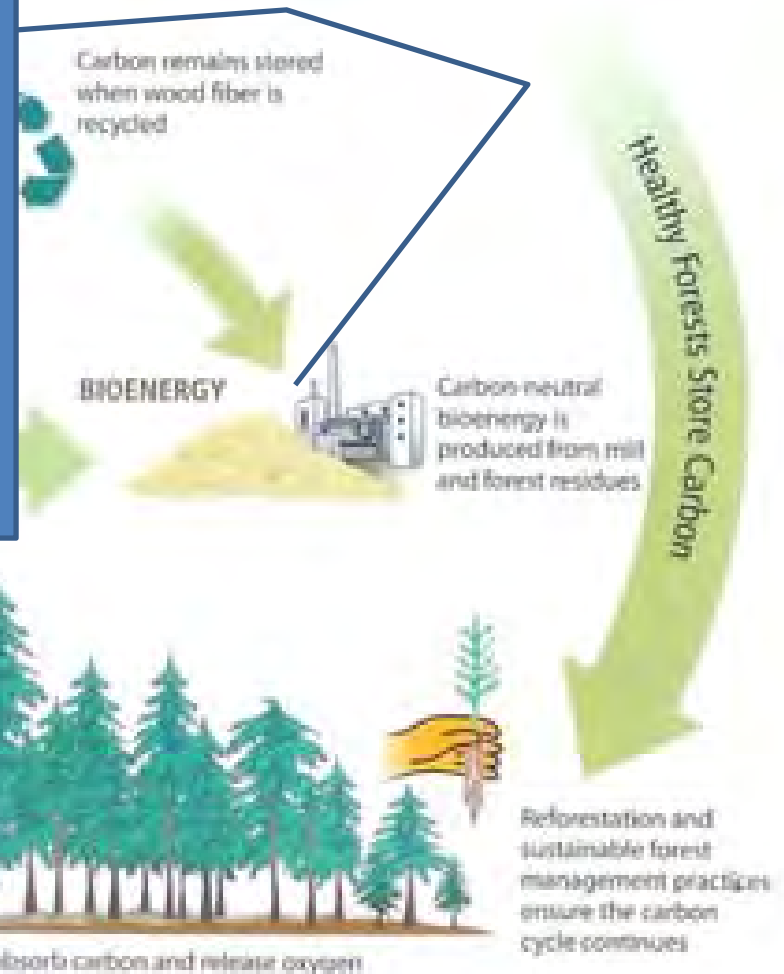 Carbon remains stored
when wood fiber is
recycled
Healthy Forests Store Carbon
BIOENERGY
Carbon-neutral
bioenergy is
produced from mill
and forest residues
Reforestation and
sustainable forest
management practices
ensure the carbon
cycle continues
absorb carbon and release oxygen